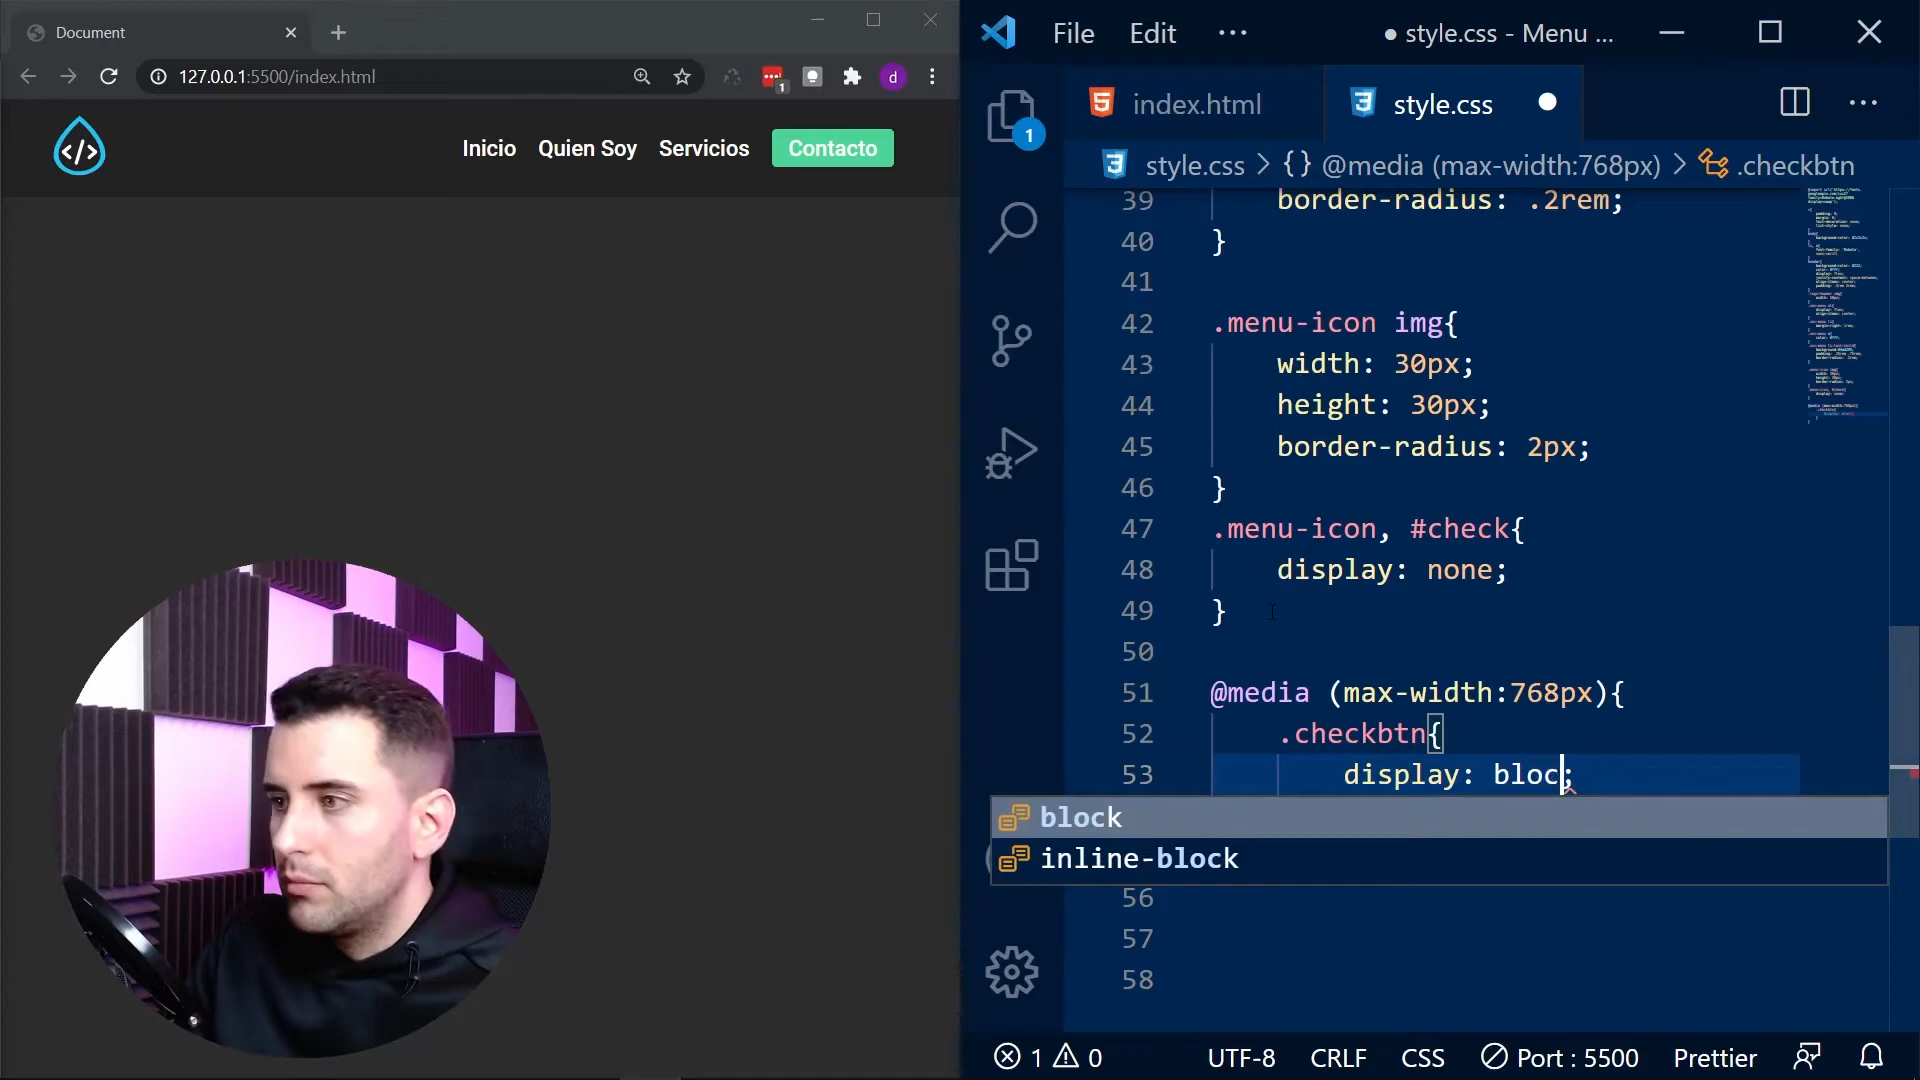 Document
127.0.0.1:5500/index.html
1
d
</>
Inicio
Quien Soy
Servicios
Contacto
File
Edit
● style.css - Menu ...
1
index.html
style.css
style.css > {} @media (max-width:768px) > .checkbtn
39 border-radius: .2rem;
40 }
41
42 .menu-icon img{
43 width: 30px;
44 height: 30px;
45 border-radius: 2px;
46 }
47 .menu-icon, #check{
48 display: none;
49 }
50
51 @media (max-width:768px){
52 .checkbtn{
53 display: bloc;
block
inline-block
56
57
58
1
0
UTF-8
CRLF
CSS
Port : 5500
Prettier